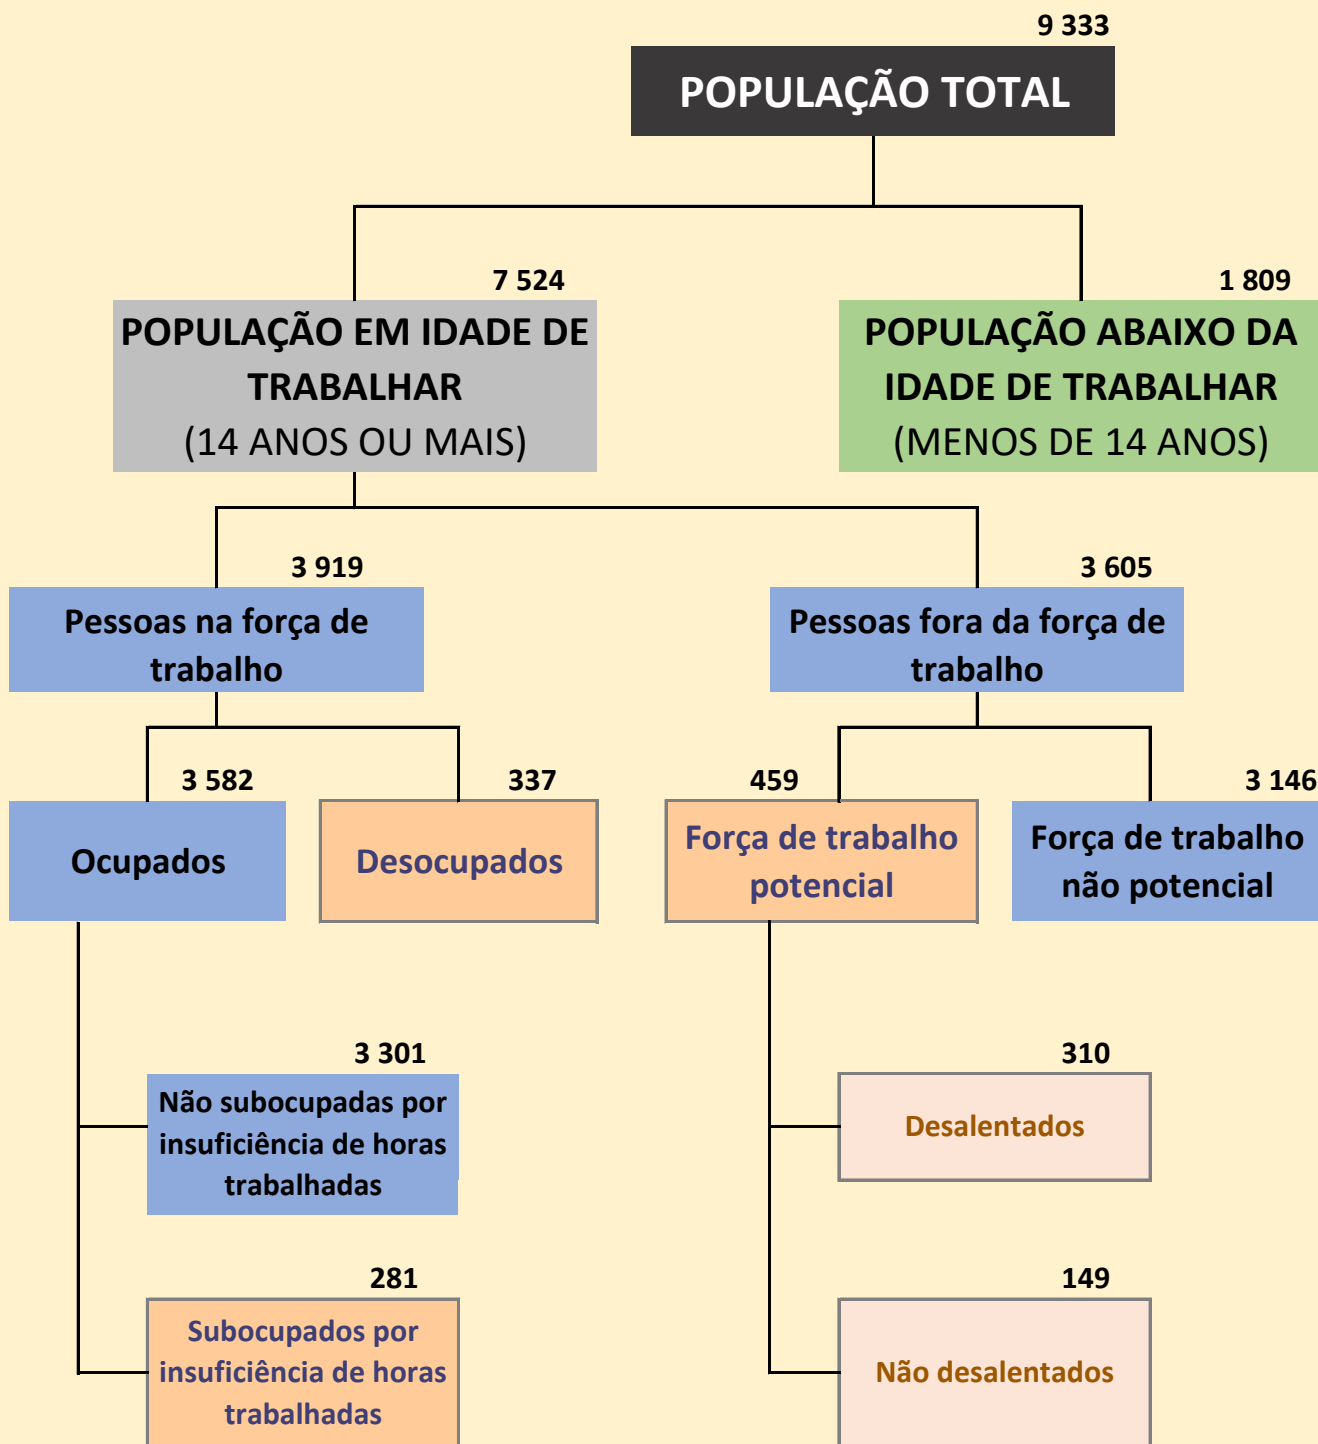 9 333
POPULAÇÃO TOTAL
7 524
POPULAÇÃO EM IDADE DE
TRABALHAR
(14 ANOS OU MAIS)
1 809
POPULAÇÃO ABAIXO DA
IDADE DE TRABALHAR
(MENOS DE 14 ANOS)
3 919
Pessoas na força de
trabalho
3 605
Pessoas fora da força de
trabalho
3 582
Ocupados
337
Desocupados
459
Força de trabalho
potencial
3 146
Força de trabalho
não potencial
3 301
Não subocupadas por
insuficiência de horas
trabalhadas
310
Desalentados
281
Subocupados por
insuficiência de horas
trabalhadas
149
Não desalentados